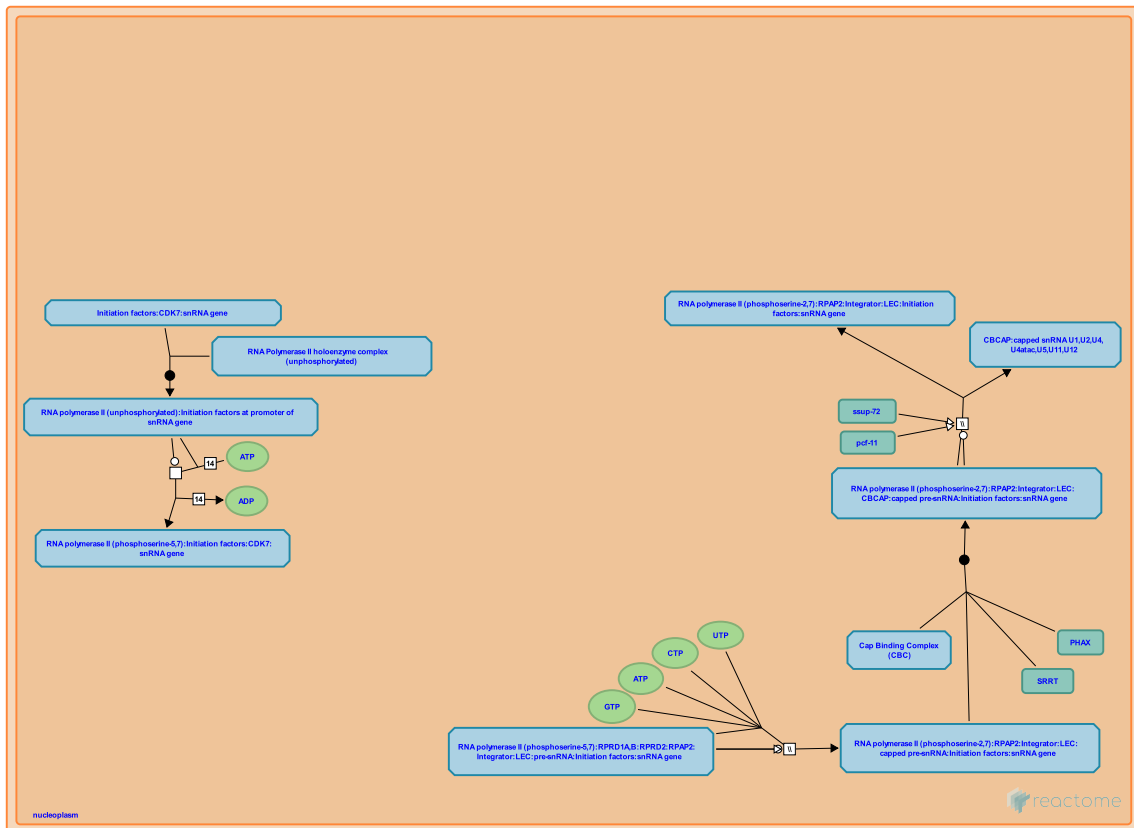 Initiation factors:CDK7:snRNA gene
RNA Polymerase II holoenzyme complex
(unphosphorylated)
RNA polymerase II (unphosphorylated):Initiation factors at promoter of
snRNA gene
14
ATP
14
ADP
RNA polymerase II (phosphoserine-5,7):Initiation factors:CDK7:
snRNA gene
RNA polymerase II (phosphoserine-2,7):RPAP2:Integrator:LEC:Initiation
factors:snRNA gene
CBCAP:capped snRNA U1,U2,U4,
U4atac,U5,U11,U12
ssup-72
\\
pcf-11
RNA polymerase II (phosphoserine-2,7):RPAP2:Integrator:LEC:
CBCAP:capped pre-snRNA:Initiation factors:snRNA gene
Cap Binding Complex
(CBC)
PHAX
SRRT
UTP
CTP
ATP
GTP
RNA polymerase II (phosphoserine-5,7):RPRD1A,B:RPRD2:RPAP2:
Integrator:LEC:pre-snRNA:Initiation factors:snRNA gene
\\
RNA polymerase II (phosphoserine-2,7):RPAP2:Integrator:LEC:
capped pre-snRNA:Initiation factors:snRNA gene
reactome
nucleoplasm